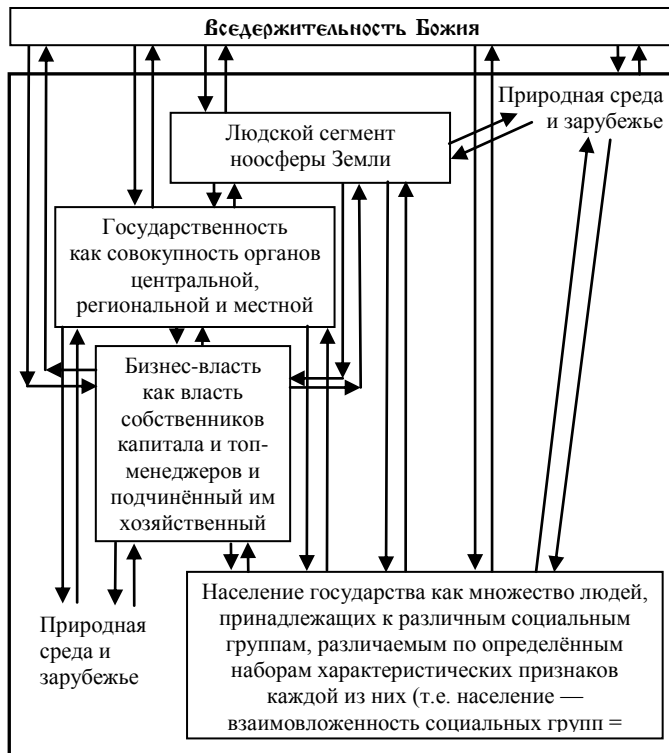 Вседержительность Божия
Природная среда
и зарубежье
Людской сегмент
ноосферы Земли
Государственность
как совокупность органов
центральной,
региональной и местной
Бизнес-власть
как власть
собственников
капитала и топ-
менеджеров и
подчинённый им
хозяйственный
Природная
среда и
зарубежье
Население государства как множество людей,
принадлежащих к различным социальным
группам, различаемым по определённым
наборам характеристических признаков
каждой из них (т.е. население —
взаимовложенность социальных групп =